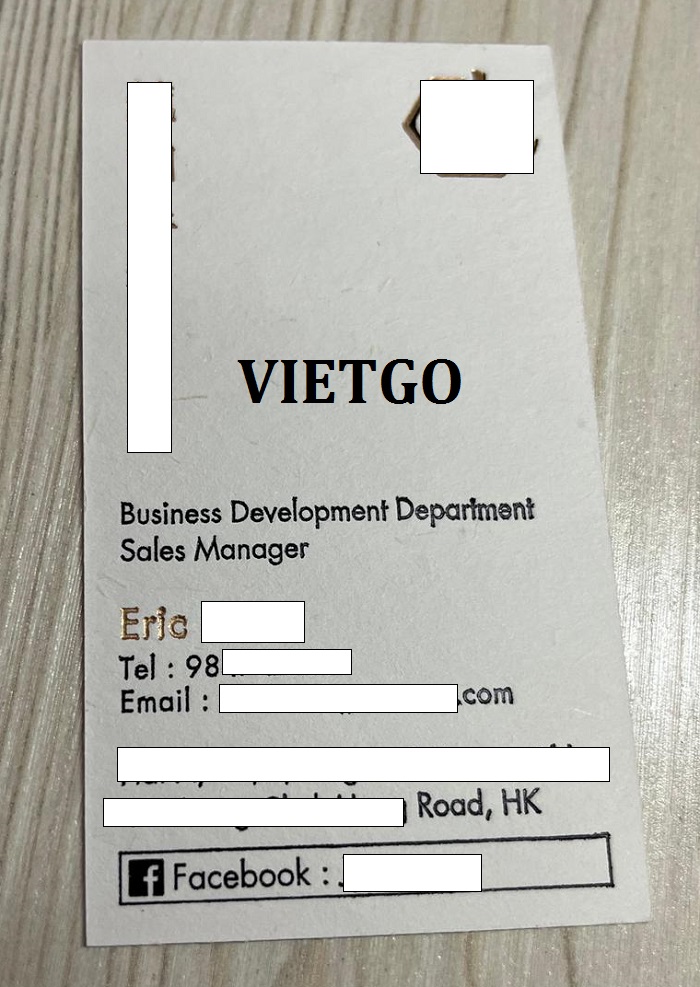 VIETGO
Business Development Department
Sales Manager
Eric
Tel : 98
Email : .com
Road, HK
f Facebook :